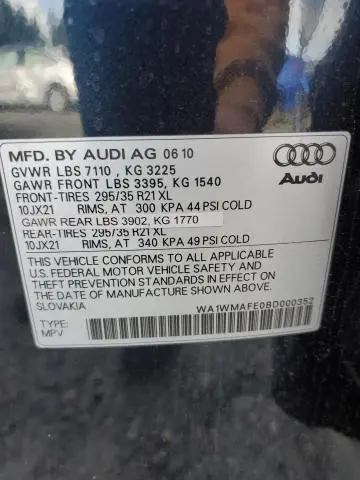 MFD. BY AUDI AG 06 10
GVWR LBS 7110 , KG 3225
GAWR FRONT LBS 3395, KG 1540
FRONT-TIRES 295/35 R21 XL
10JX21 RIMS, AT 300 KPA 44 PSI COLD
GAWR REAR LBS 3902, KG 1770
REAR-TIRES 295/35 R21 XL
10JX21 RIMS, AT 340 KPA 49 PSI COLD
Audi
THIS VEHICLE CONFORMS TO ALL APPLICABLE
U.S. FEDERAL MOTOR VEHICLE SAFETY AND
THEFT PREVENTION STANDARDS IN EFFECT ON
THE DATE OF MANUFACTURE SHOWN ABOVE.
SLOVAKIA
WA1WMAFE0BD000352
TYPE:
MPV